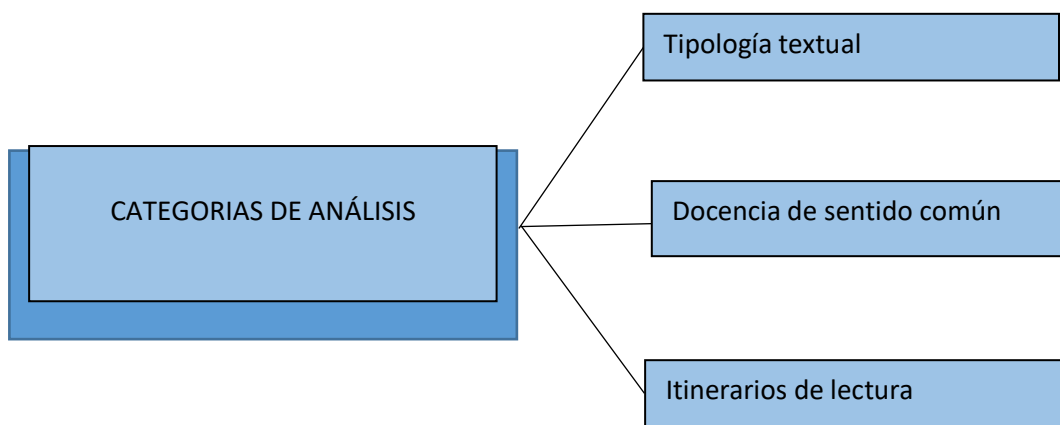 CATEGORIAS DE ANÁLISIS
Tipología textual
Docencia de sentido común
Itinerarios de lectura